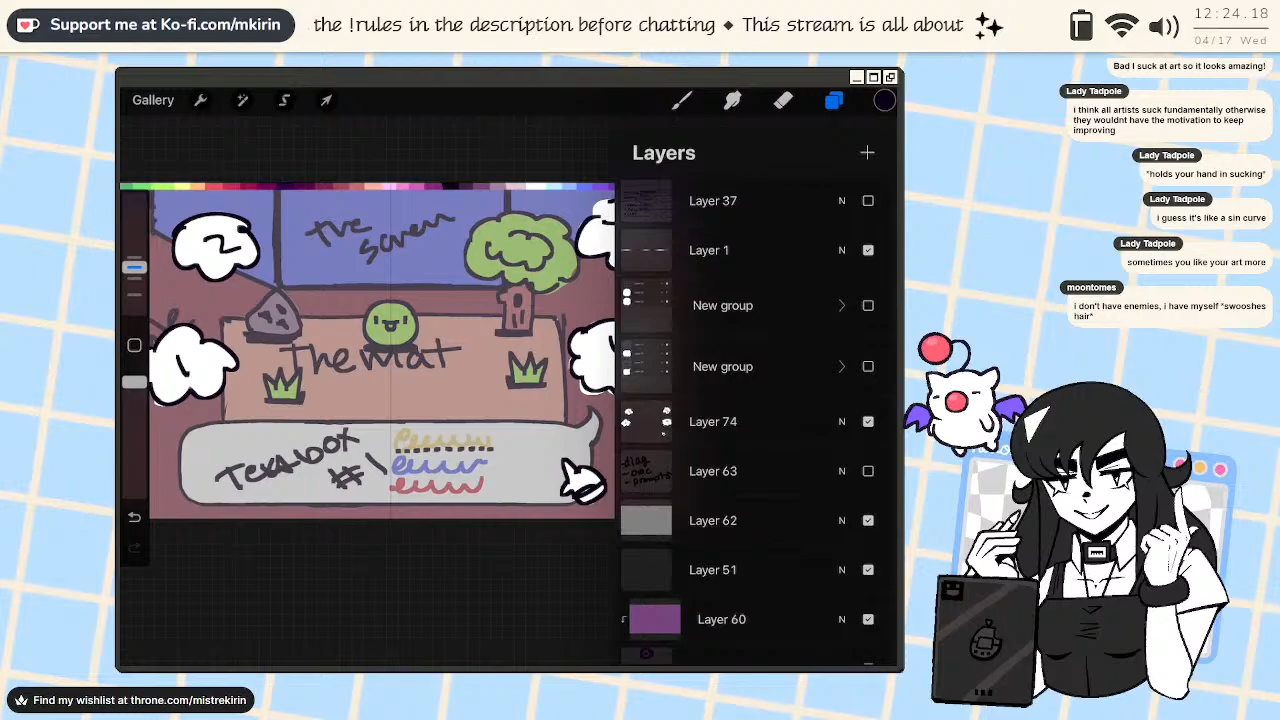 Support me at Ko-fi.com/mkirin
the !rules in the description before chatting ◆ This stream is all about
12:24.18
04/17 Wed
Gallery
Layers
Layer 37 N
Layer 1 N
New group
New group
Layer 74 N
Layer 63 N
Layer 62 N
Layer 51 N
Layer 60 N
2
the
screen
1
The mat
Textbox
#1
Bad I suck at art so it looks amazing!
Lady Tadpole
i think all artists suck fundamentally otherwise
they wouldnt have the motivation to keep
improving
Lady Tadpole
*holds your hand in sucking*
Lady Tadpole
i guess it's like a sin curve
Lady Tadpole
sometimes you like your art more
moontomes
i don't have enemies, i have myself *swooshes
hair*
Find my wishlist at throne.com/mistrekirin